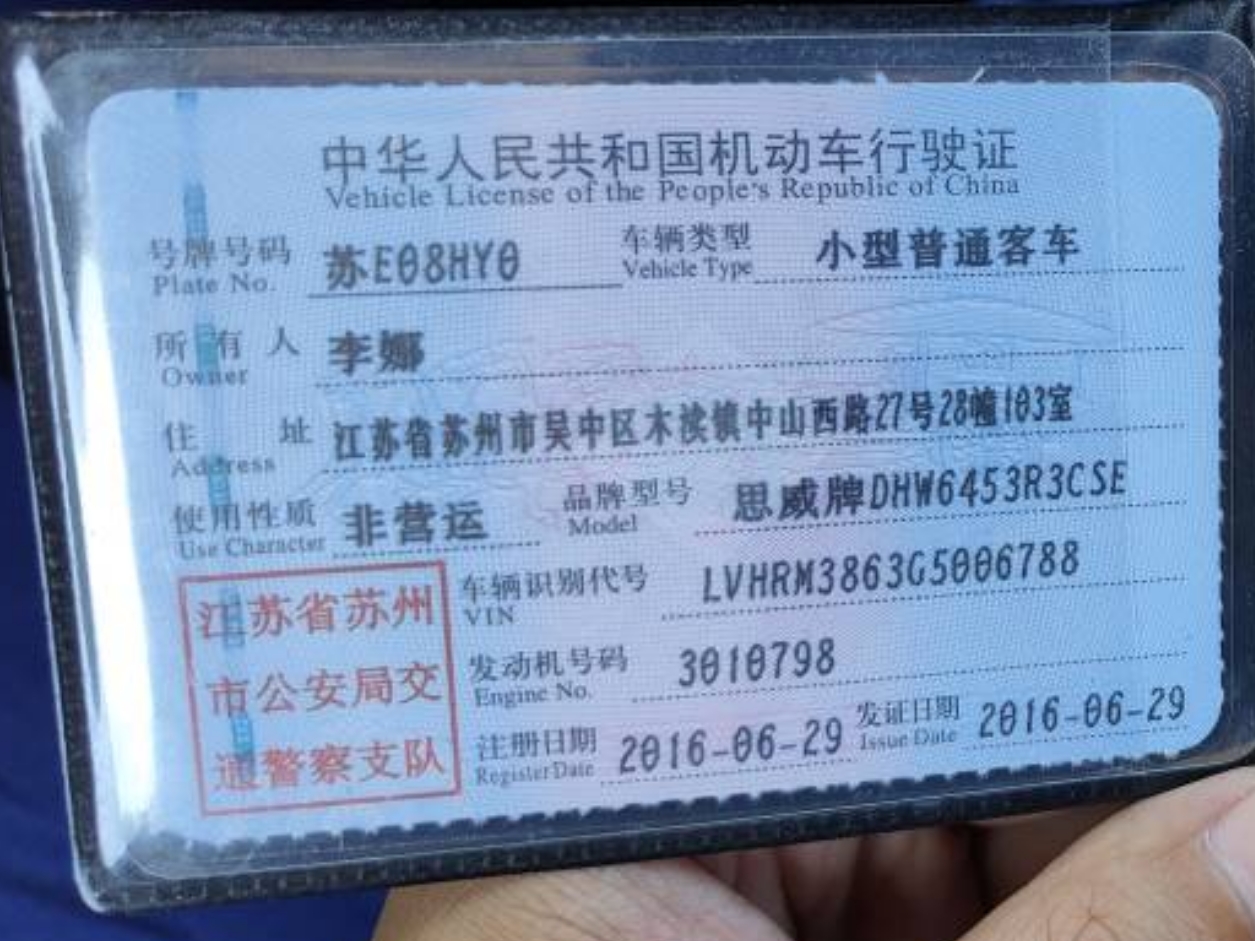 中华人民共和国机动车行驶证
Vehicle License of the People's Republic of China
号牌号码 苏E08HY0 车辆类型 小型普通客车
Plate No. Vehicle Type
所有人 李娜
Owner
住址 江苏省苏州市吴中区木渎镇中山西路27号28幢103室
Address
使用性质 非营运 品牌型号 思威牌DHW6453R3CSE
Use Character Model
车辆识别代号 LVHRM3863G5006788
VIN
发动机号码 3010798
Engine No.
注册日期 2016-06-29 发证日期 2016-06-29
Register Date Issue Date
江苏省苏州
市公安局交
通警察支队